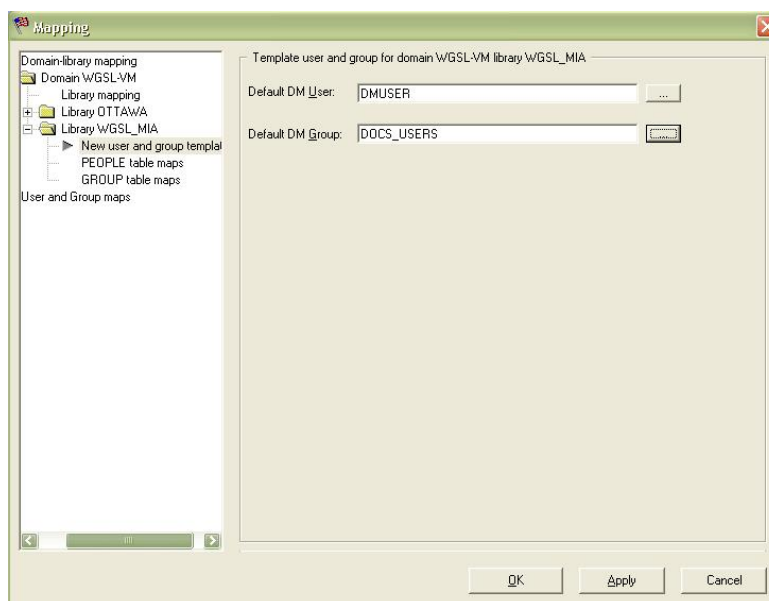 Mapping
Domain-library mapping
Domain WGSL-VM
Library mapping
Library OTTAWA
Library WGSL_MIA
New user and group templat
PEOPLE table maps
GROUP table maps
User and Group maps
Template user and group for domain WGSL-VM library WGSL_MIA
Default DM User: DMUSER ...
Default DM Group: DOCS_USERS ...
OK Apply Cancel